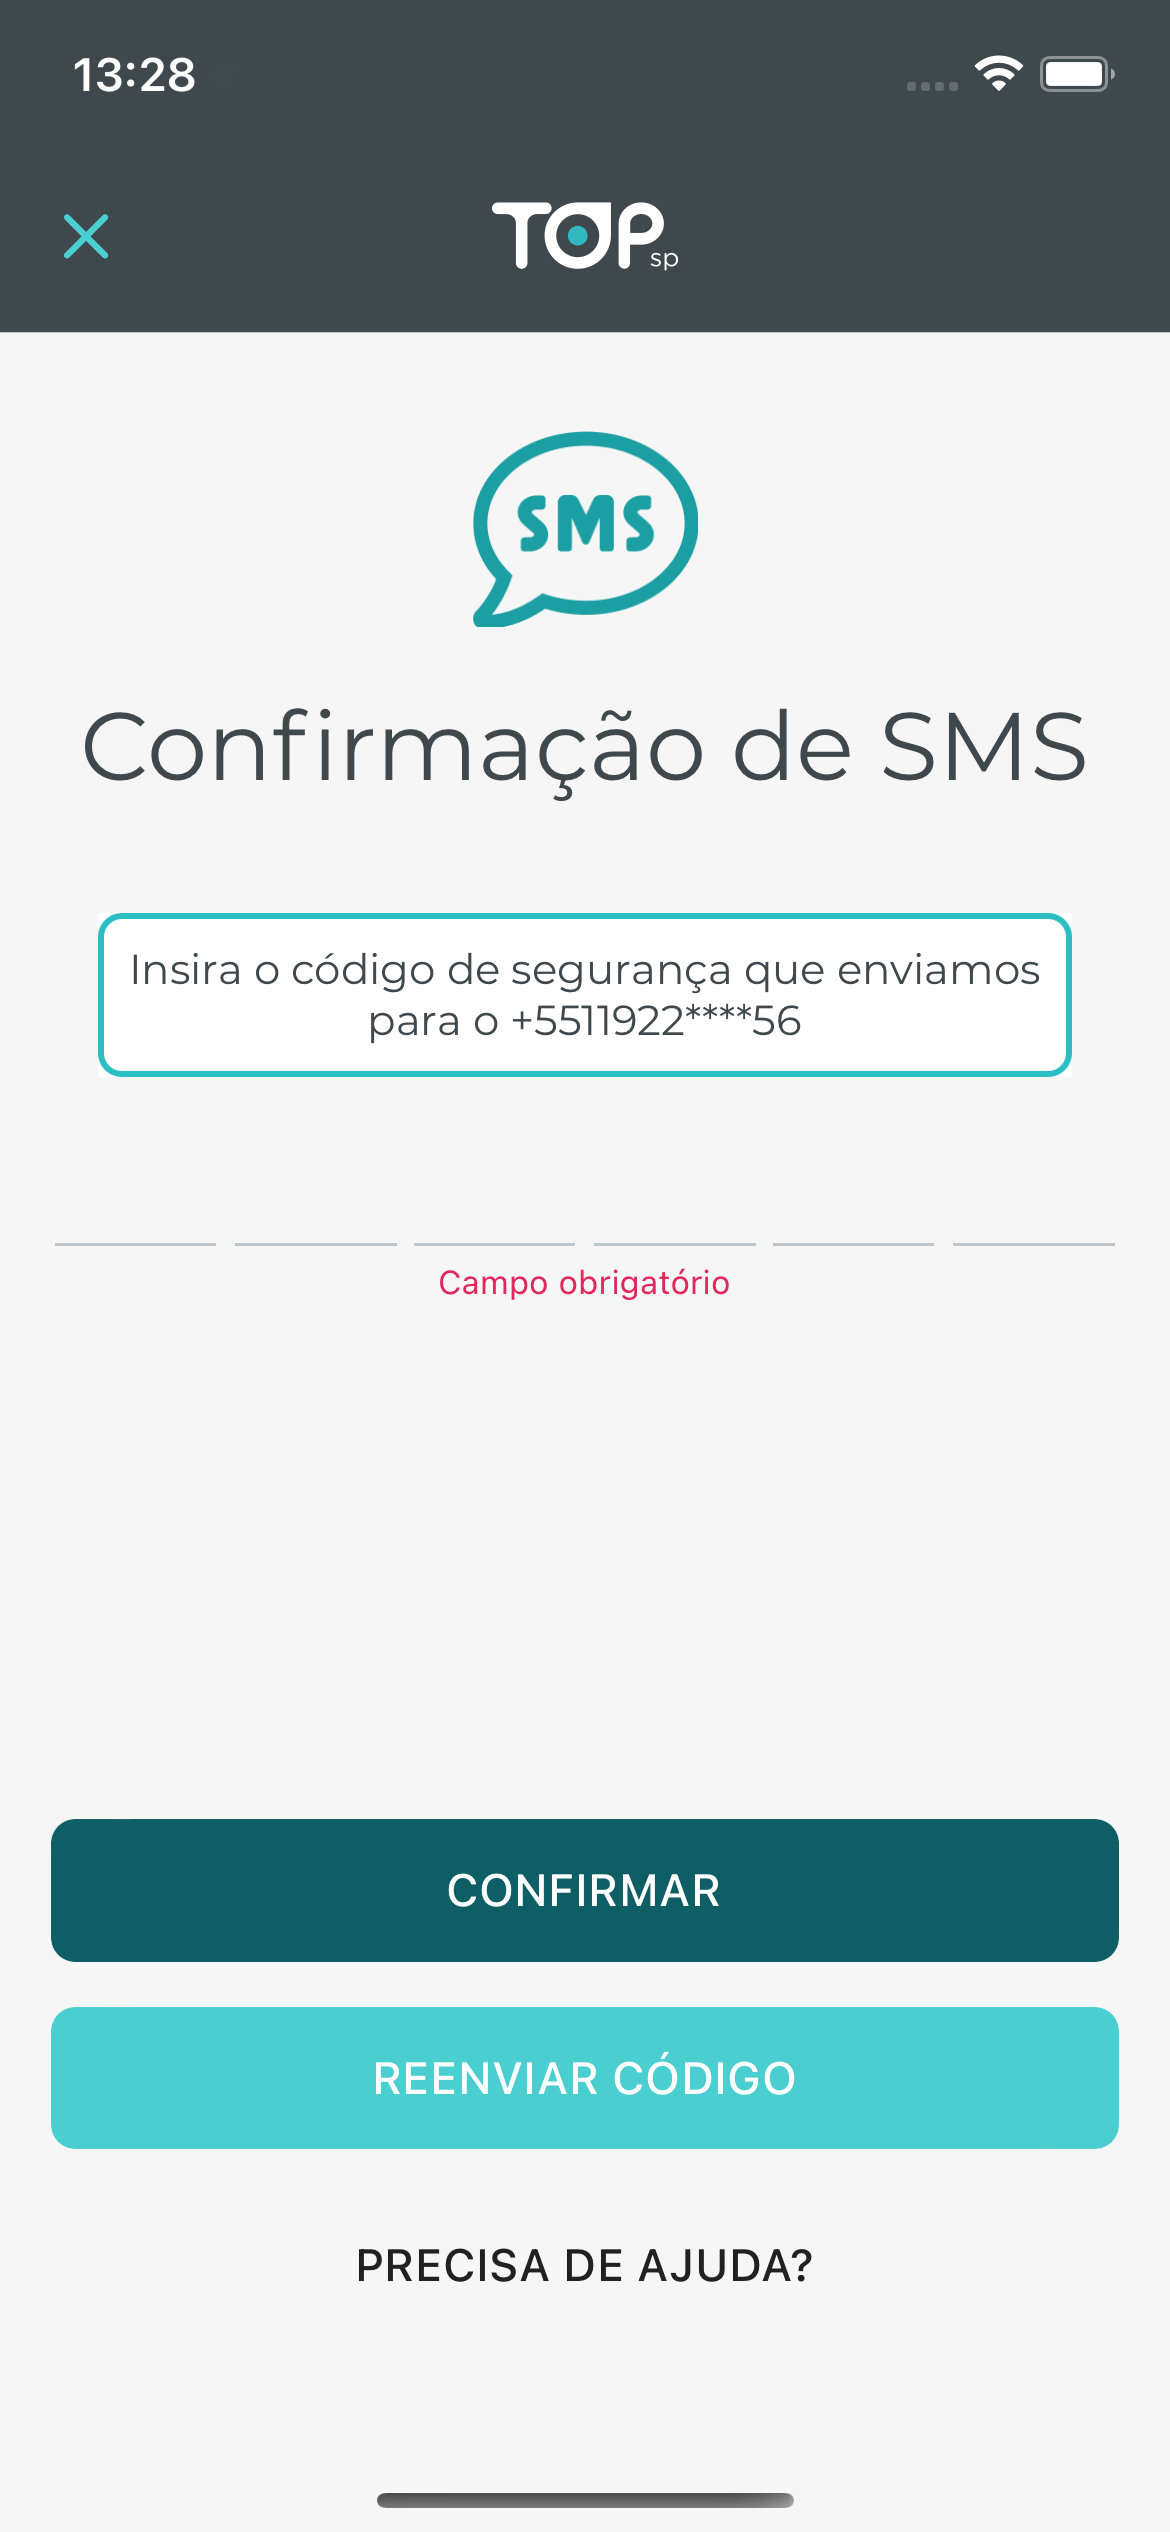 13:28
TOP
sp
SMS
Confirmação de SMS
Insira o código de segurança que enviamos
para o +5511922****56
Campo obrigatório
CONFIRMAR
REENVIAR CÓDIGO
PRECISA DE AJUDA?